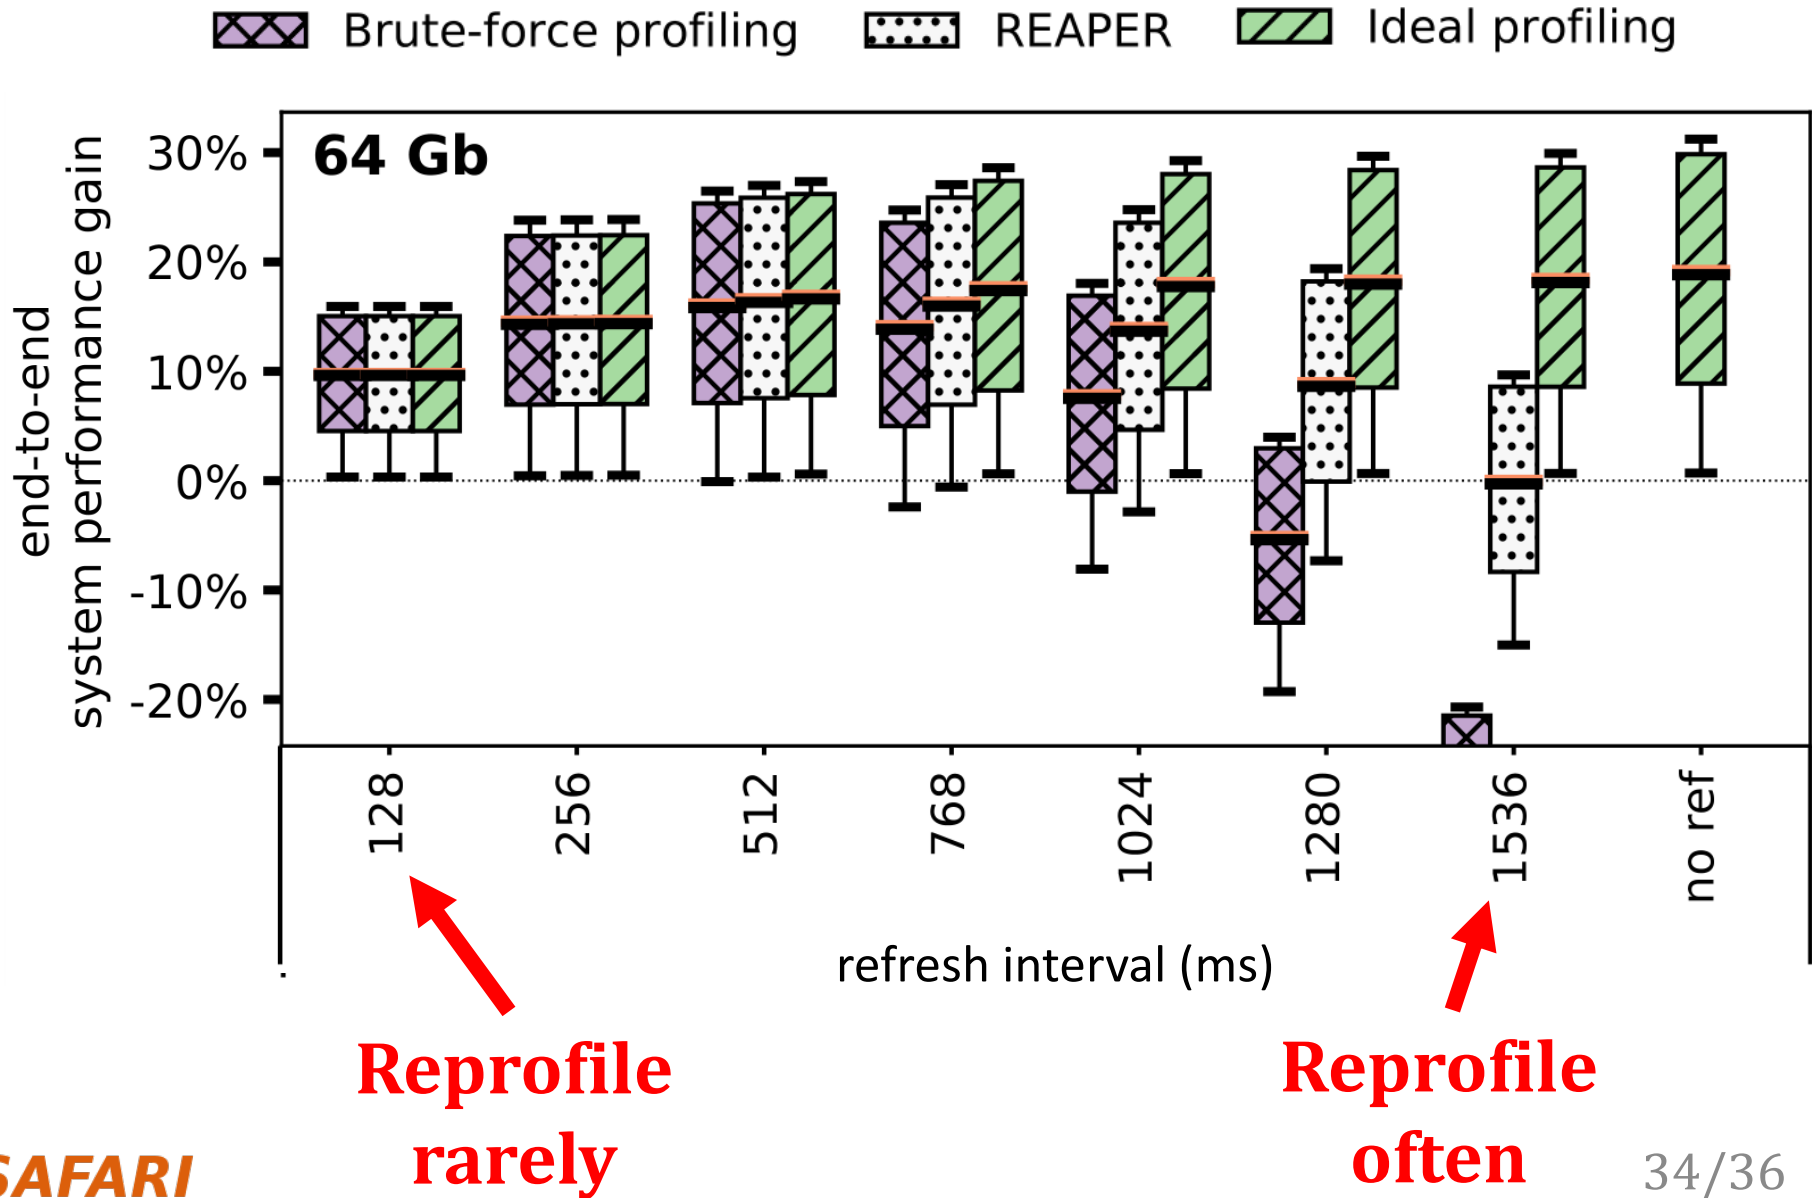 Brute-force profiling REAPER Ideal profiling
64 Gb
end-to-end
system performance gain
30%
20%
10%
0%
-10%
-20%
128 256 512 768 1024 1280 1536 no ref
refresh interval (ms)
Reprofile
rarely
Reprofile
often
SAFARI
34/36